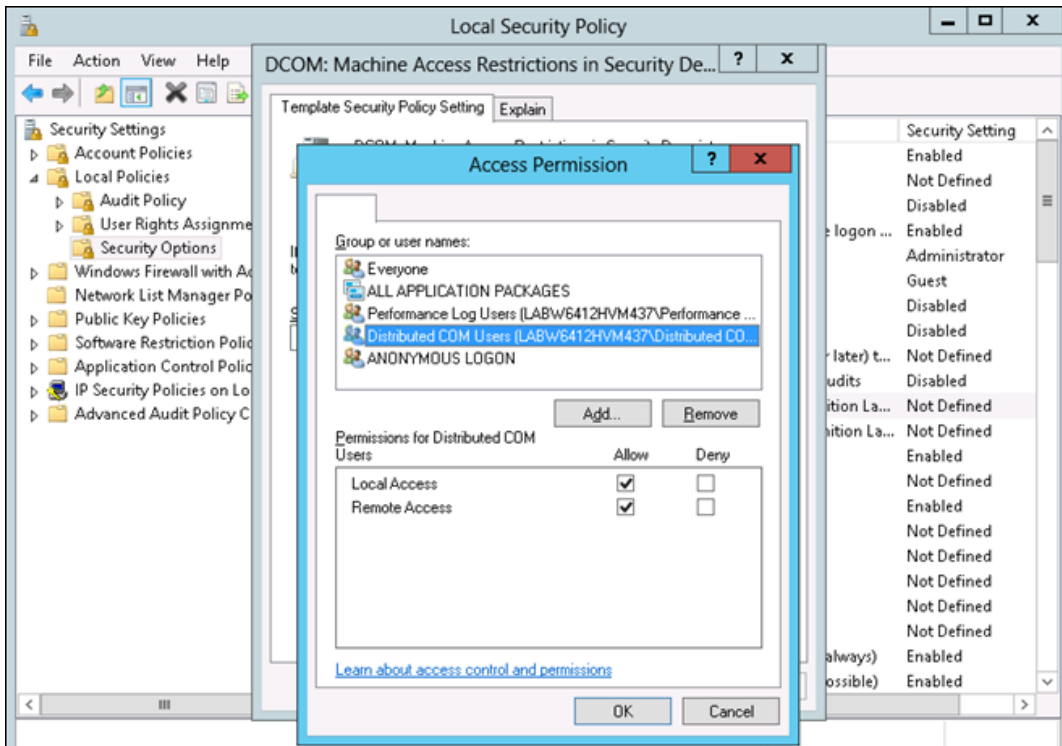 Local Security Policy
File Action View Help
DCOM: Machine Access Restrictions in Security De...
Template Security Policy Setting Explain
Security Settings
Account Policies
Local Policies
Audit Policy
User Rights Assignme
Security Options
Windows Firewall with Ad
Network List Manager Po
Public Key Policies
Software Restriction Polic
Application Control Polic
IP Security Policies on Lo
Advanced Audit Policy C
Access Permission
Group or user names:
Everyone
ALL APPLICATION PACKAGES
Performance Log Users (LABW6412HVM437\Performance ...
Distributed COM Users (LABW6412HVM437\Distributed CO...
ANONYMOUS LOGON
Add... Remove
Permissions for Distributed COM
Users Allow Deny
Local Access
Remote Access
Learn about access control and permissions
OK Cancel
Security Setting
Enabled
Not Defined
Disabled
e logon ... Enabled
Administrator
Guest
Disabled
Disabled
r later) t... Not Defined
udits Disabled
ition La... Not Defined
nition La... Not Defined
Enabled
Not Defined
Enabled
Not Defined
Not Defined
Not Defined
Not Defined
Not Defined
always) Enabled
ossible) Enabled